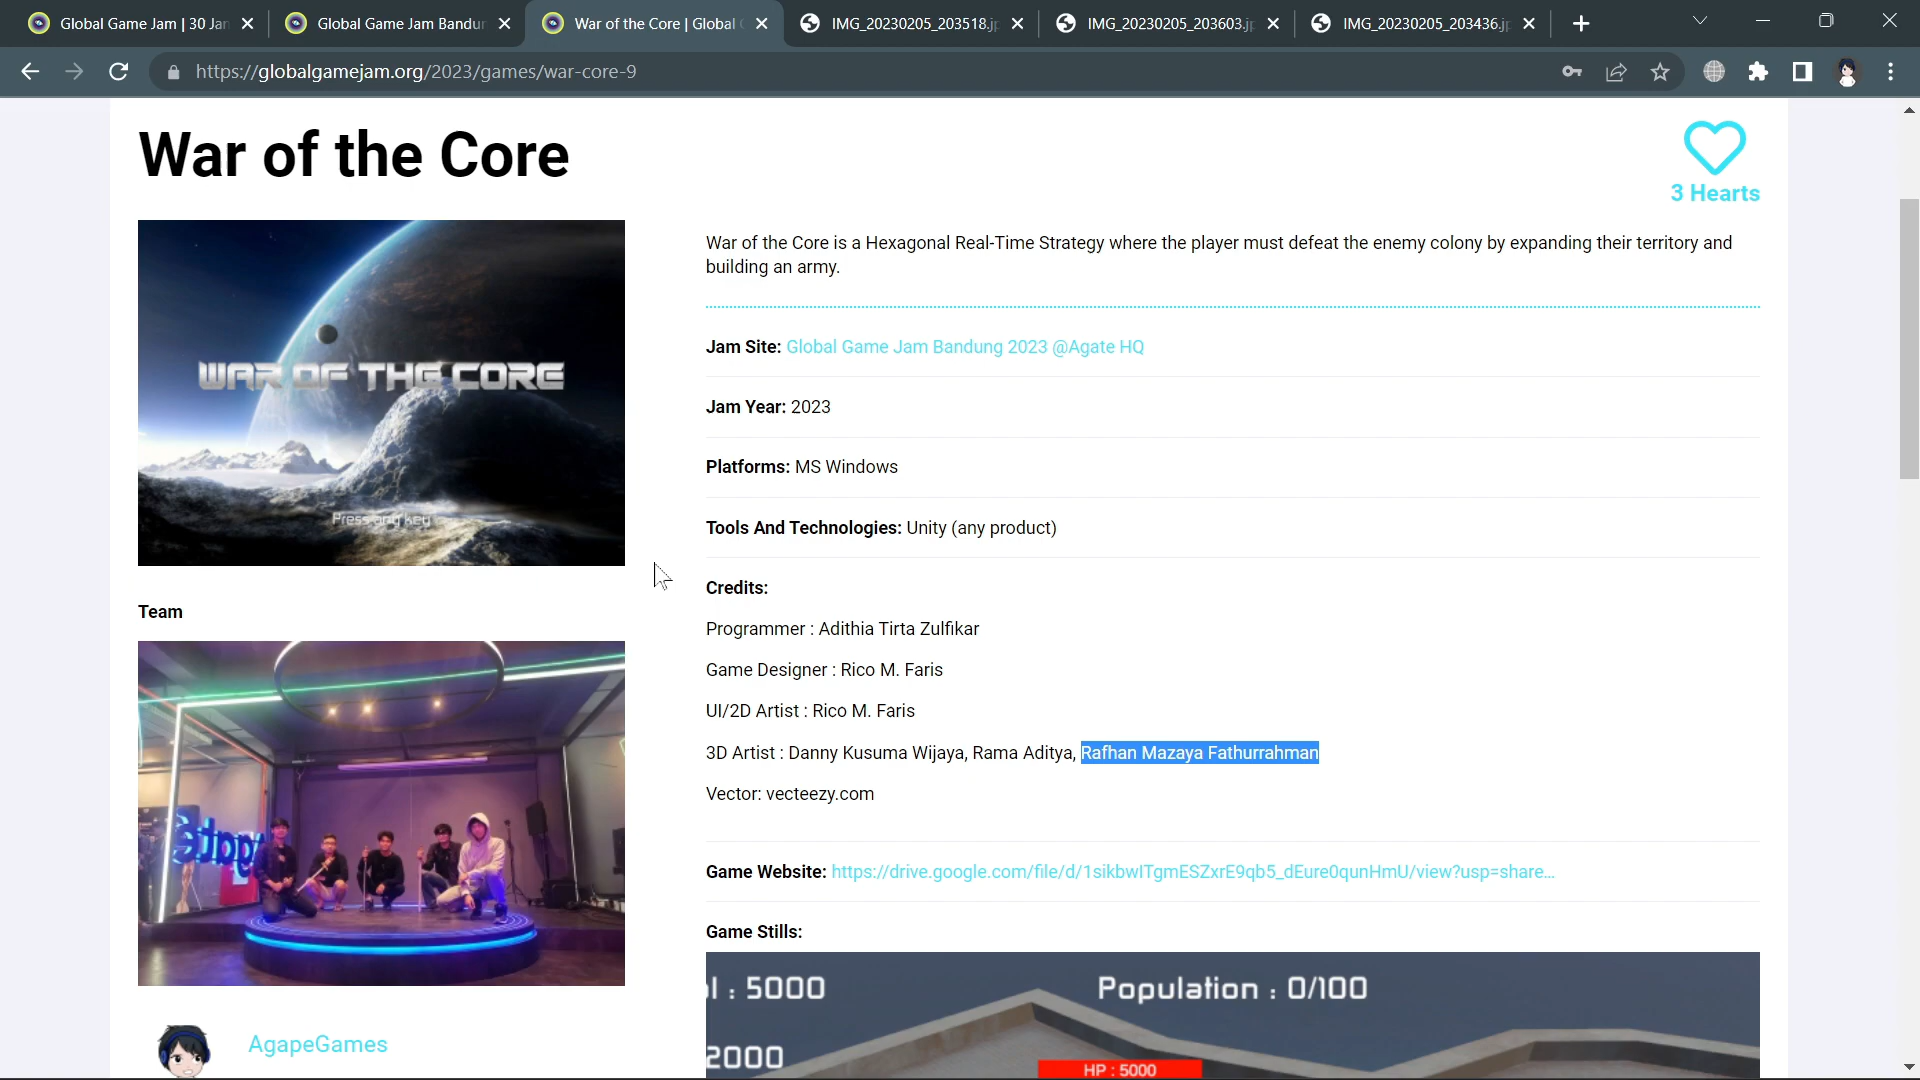 Global Game Jam | 30 Jan
Global Game Jam Bandun
War of the Core | Global
IMG_20230205_203518.j
IMG_20230205_203603.j
IMG_20230205_203436.j
https://globalgamejam.org/2023/games/war-core-9
War of the Core
3 Hearts
WAR OF THE CORE
Press any key
War of the Core is a Hexagonal Real-Time Strategy where the player must defeat the enemy colony by expanding their territory and
building an army.
Jam Site: Global Game Jam Bandung 2023 @Agate HQ
Jam Year: 2023
Platforms: MS Windows
Tools And Technologies: Unity (any product)
Credits:
Programmer : Adithia Tirta Zulfikar
Game Designer : Rico M. Faris
UI/2D Artist : Rico M. Faris
3D Artist : Danny Kusuma Wijaya, Rama Aditya, Rafhan Mazaya Fathurrahman
Vector: vecteezy.com
Team
agate
AgapeGames
Game Website: https://drive.google.com/file/d/1sikbwlTgmESZxrE9qb5_dEure0qunHmU/view?usp=share...
Game Stills:
l : 5000
Population : 0/100
2000
HP : 5000